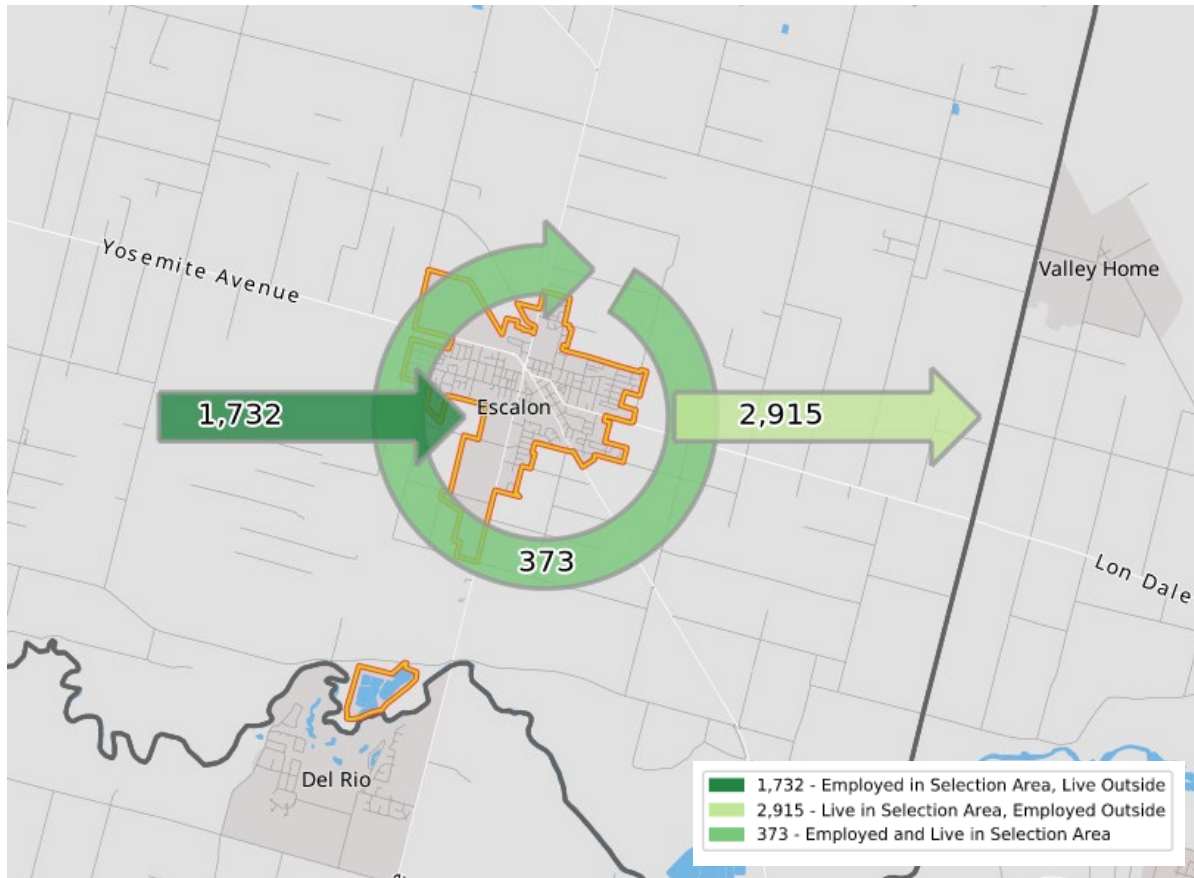 Yosemite Avenue
Valley Home
1,732
Escalon
2,915
373
Lon Dale
Del Rio
1,732 - Employed in Selection Area, Live Outside
2,915 - Live in Selection Area, Employed Outside
373 - Employed and Live in Selection Area